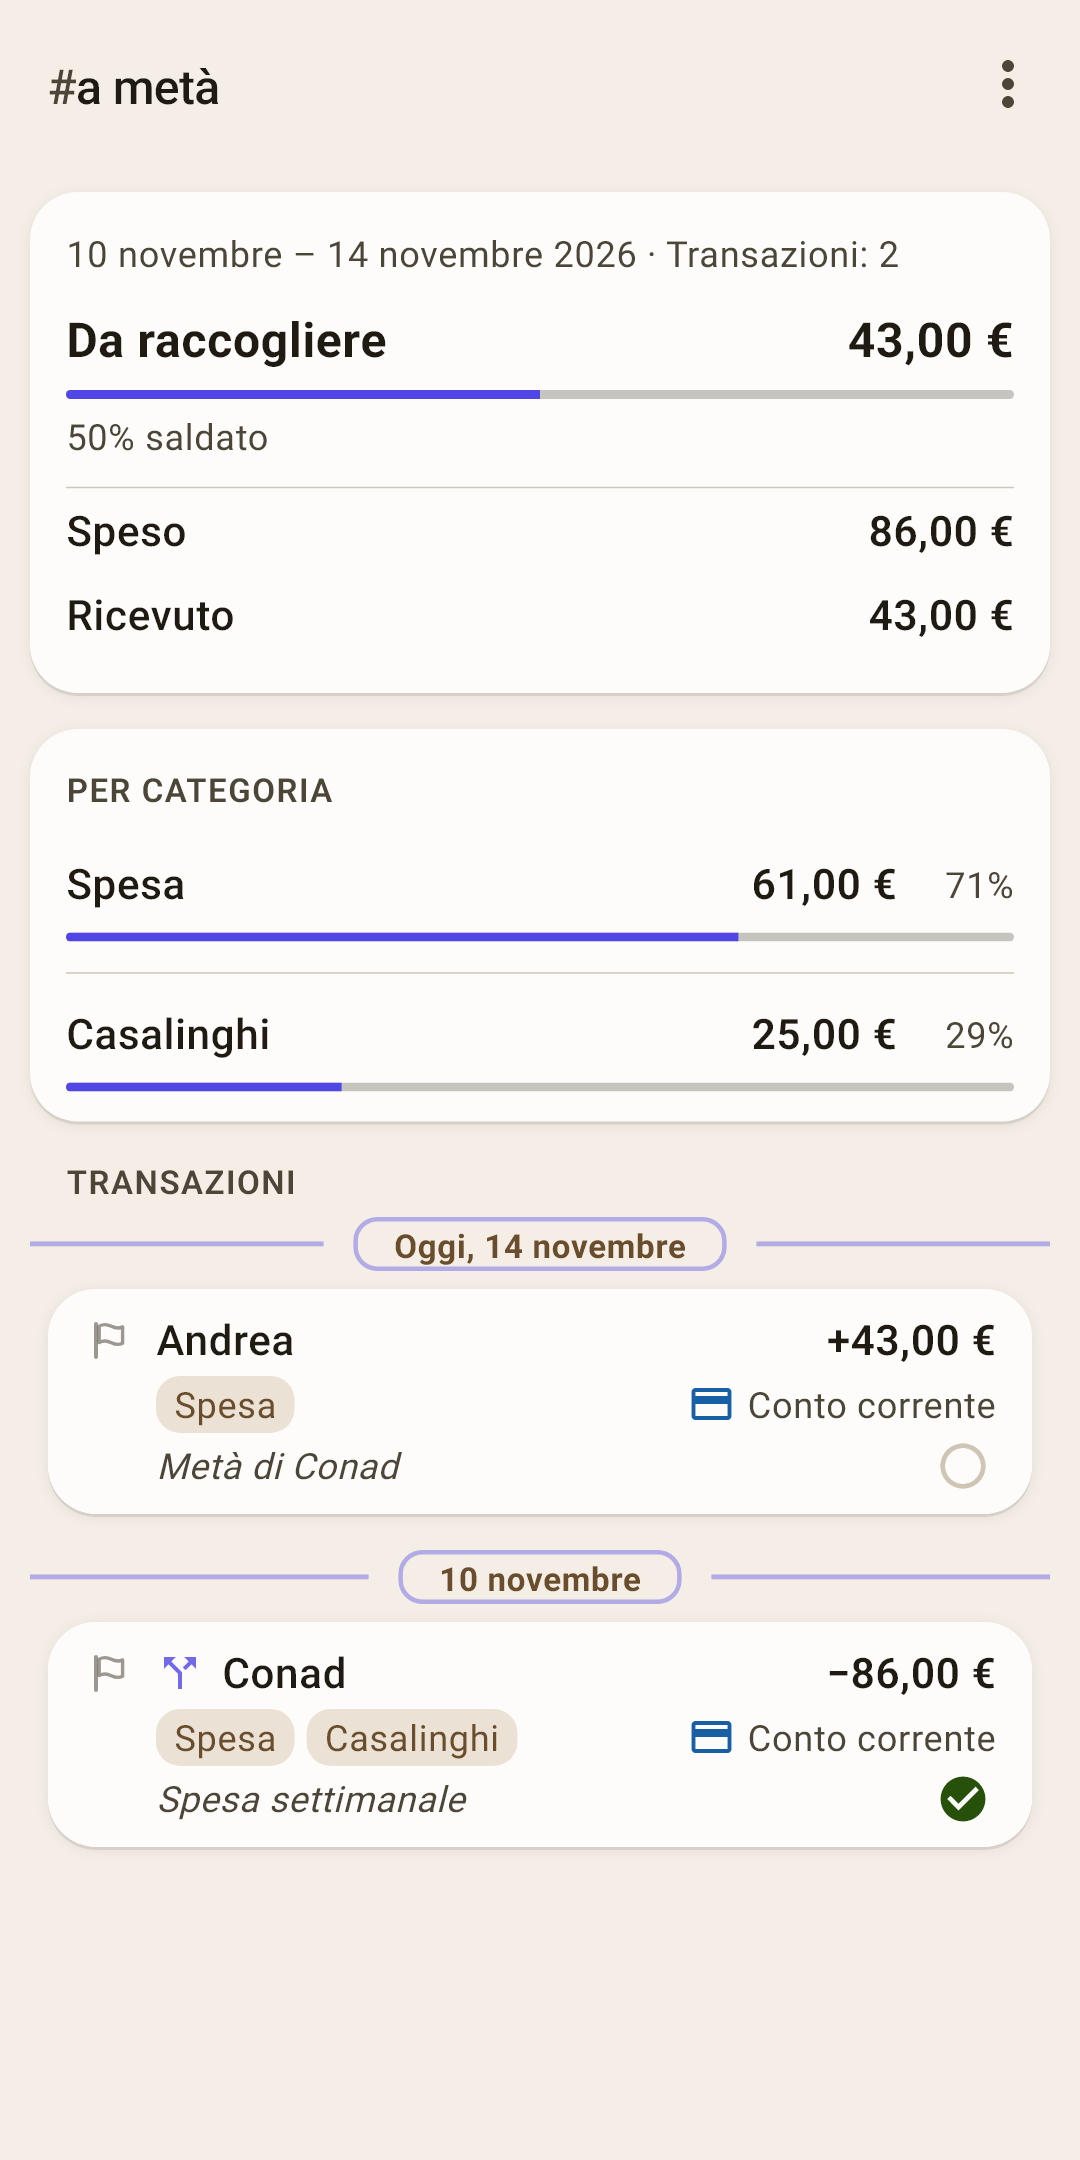 #a metà
10 novembre – 14 novembre 2026 · Transazioni: 2
Da raccogliere 43,00 €
50% saldato
Speso 86,00 €
Ricevuto 43,00 €
PER CATEGORIA
Spesa 61,00 € 71%
Casalinghi 25,00 € 29%
TRANSAZIONI
Oggi, 14 novembre
Andrea +43,00 €
Spesa Conto corrente
Metà di Conad
10 novembre
Conad −86,00 €
Spesa Casalinghi Conto corrente
Spesa settimanale